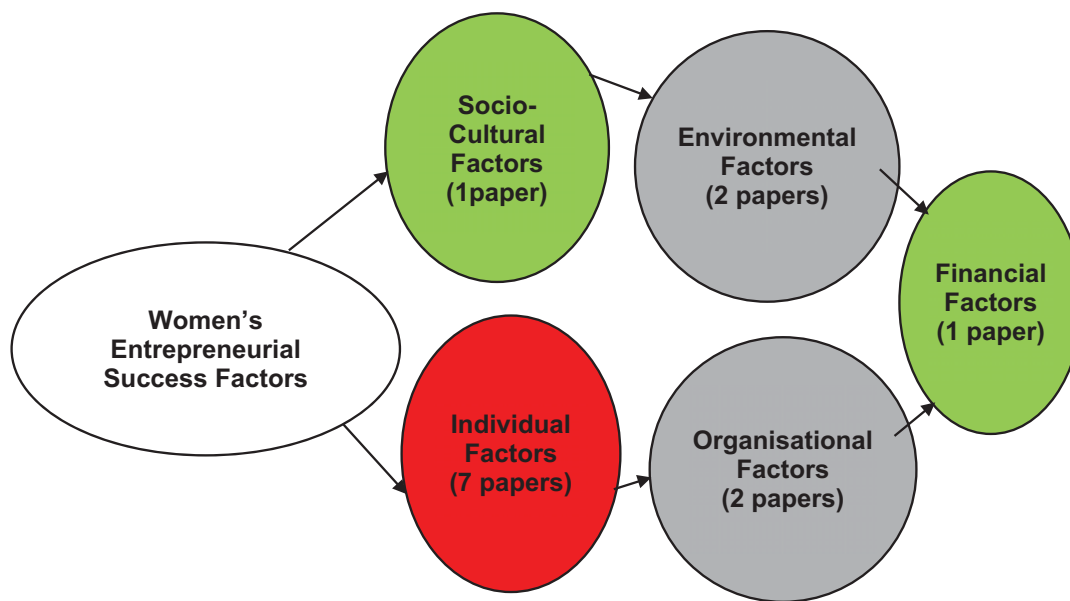 Socio-
Cultural
Factors
(1paper)
Environmental
Factors
(2 papers)
Financial
Factors
(1 paper)
Women’s
Entrepreneurial
Success Factors
Individual
Factors
(7 papers)
Organisational
Factors
(2 papers)